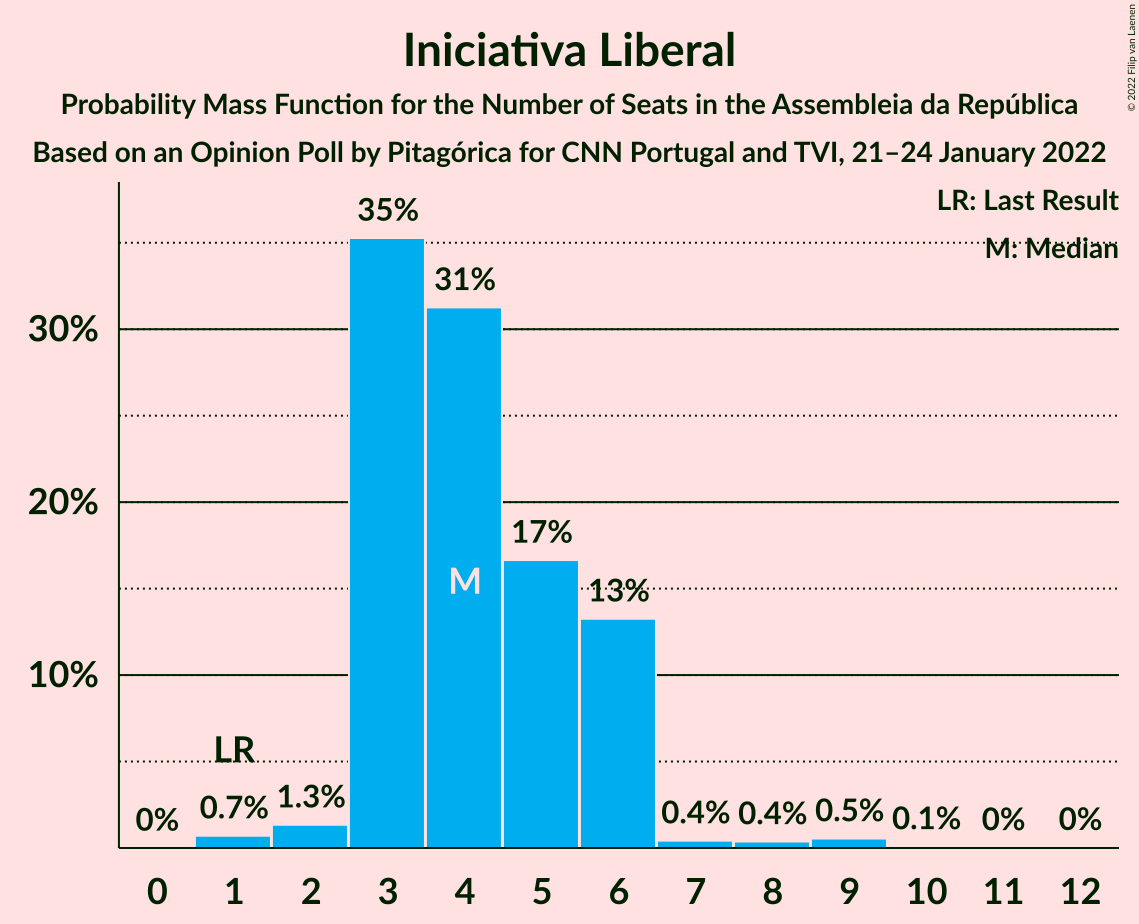 Iniciativa Liberal
Probability Mass Function for the Number of Seats in the Assembleia da República
Based on an Opinion Poll by Pitagórica for CNN Portugal and TVI, 21–24 January 2022
© 2022 Filip van Laenen
LR: Last Result
M: Median
35%
31%
30%
20%
17%
M
13%
10%
LR
0% 0.7% 1.3% 0.4% 0.4% 0.5% 0.1% 0% 0%
0 1 2 3 4 5 6 7 8 9 10 11 12